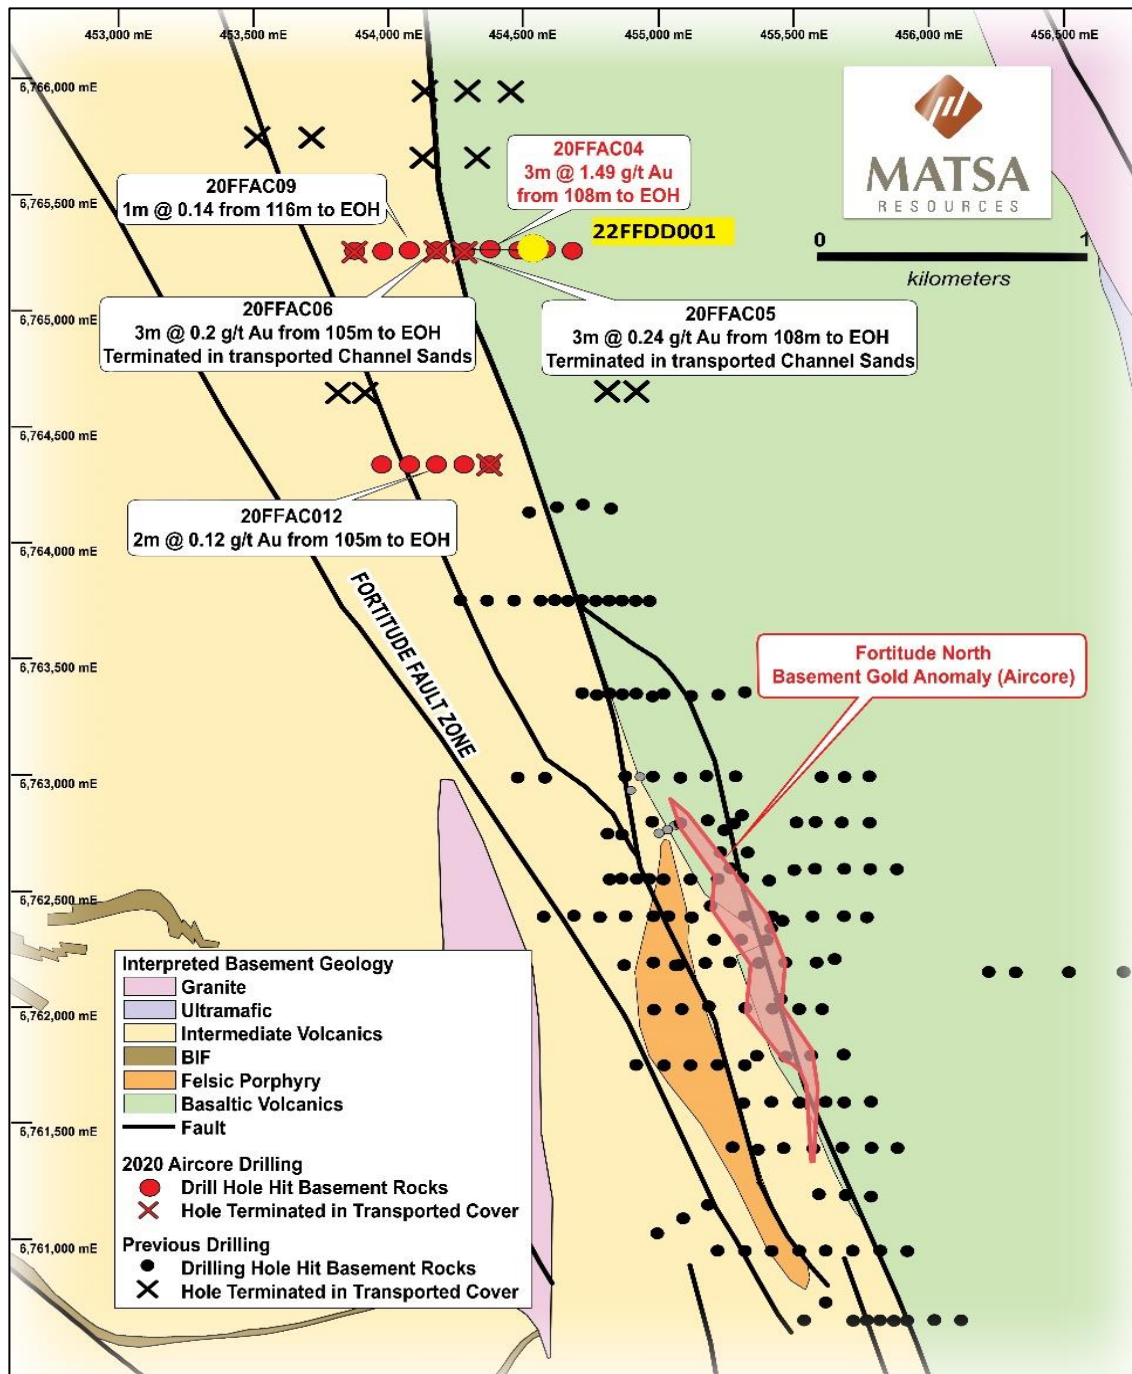 453,000 mE
453,500 mE
454,000 mE
454,500 mE
455,000 mE
455,500 mE
456,000 mE
456,500 mE
6,766,000 mE
6,765,500 mE
6,765,000 mE
6,764,500 mE
6,764,000 mE
6,763,500 mE
6,763,000 mE
6,762,500 mE
6,762,000 mE
6,761,500 mE
6,761,000 mE
MATSA
RESOURCES
0 1
kilometers
20FFAC04
3m @ 1.49 g/t Au
from 108m to EOH
20FFAC09
1m @ 0.14 from 116m to EOH
22FFDD001
20FFAC06
3m @ 0.2 g/t Au from 105m to EOH
Terminated in transported Channel Sands
20FFAC05
3m @ 0.24 g/t Au from 108m to EOH
Terminated in transported Channel Sands
20FFAC012
2m @ 0.12 g/t Au from 105m to EOH
FORTITUDE FAULT ZONE
Fortitude North
Basement Gold Anomaly (Aircore)
Interpreted Basement Geology
Granite
Ultramafic
Intermediate Volcanics
BIF
Felsic Porphyry
Basaltic Volcanics
Fault
2020 Aircore Drilling
Drill Hole Hit Basement Rocks
Hole Terminated in Transported Cover
Previous Drilling
Drilling Hole Hit Basement Rocks
Hole Terminated in Transported Cover